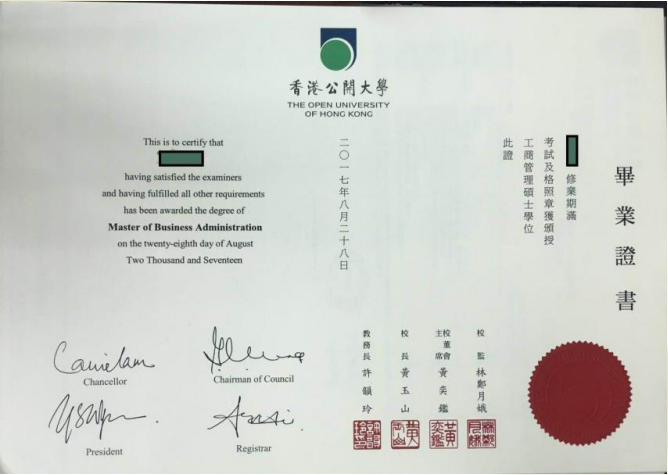 香港公開大學
THE OPEN UNIVERSITY
OF HONG KONG
This is to certify that
having satisfied the examiners
and having fulfilled all other requirements
has been awarded the degree of
Master of Business Administration
on the twenty-eighth day of August
Two Thousand and Seventeen
畢業證書
修業期滿
考試及格照章獲頒授
工商管理碩士學位
此證
二〇一七年八月二十八日
校監林鄭月娥
校董會主席黃奕鑑
校長黃玉山
教務長許韻玲
Chancellor
Chairman of Council
President
Registrar